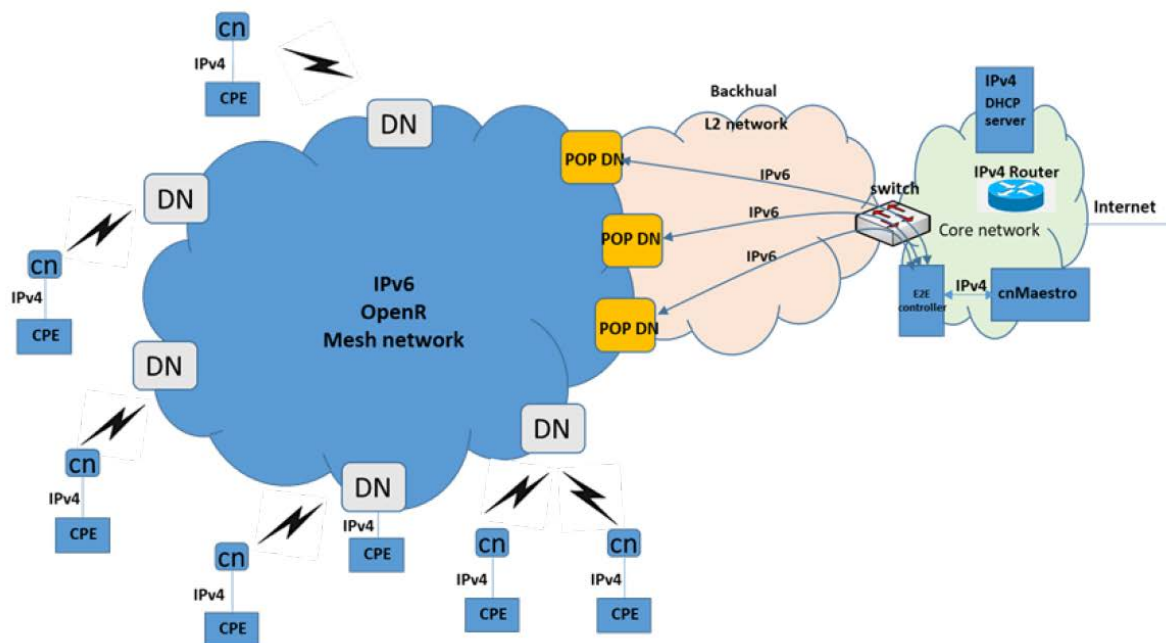 cn
IPv4
CPE
DN
DN
cn
IPv4
CPE
DN
cn
IPv4
CPE
cn
IPv4
CPE
DN
IPv4
CPE
DN
cn
IPv4
CPE
cn
IPv4
CPE
IPv6
OpenR
Mesh network
POP DN
POP DN
POP DN
Backhual
L2 network
IPv6
IPv6
IPv6
switch
IPv4
DHCP
server
IPv4 Router
Core network
Internet
E2E
controller
IPv4
cnMaestro